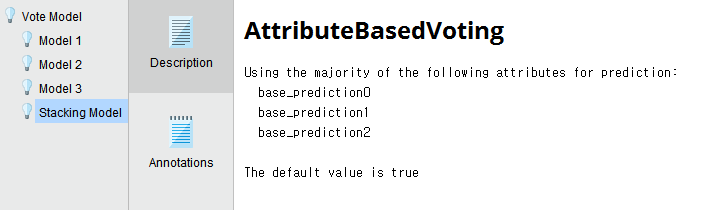 Vote Model
Model 1
Model 2
Model 3
Stacking Model
Description
Annotations
AttributeBasedVoting
Using the majority of the following attributes for prediction:
base_prediction0
base_prediction1
base_prediction2
The default value is true